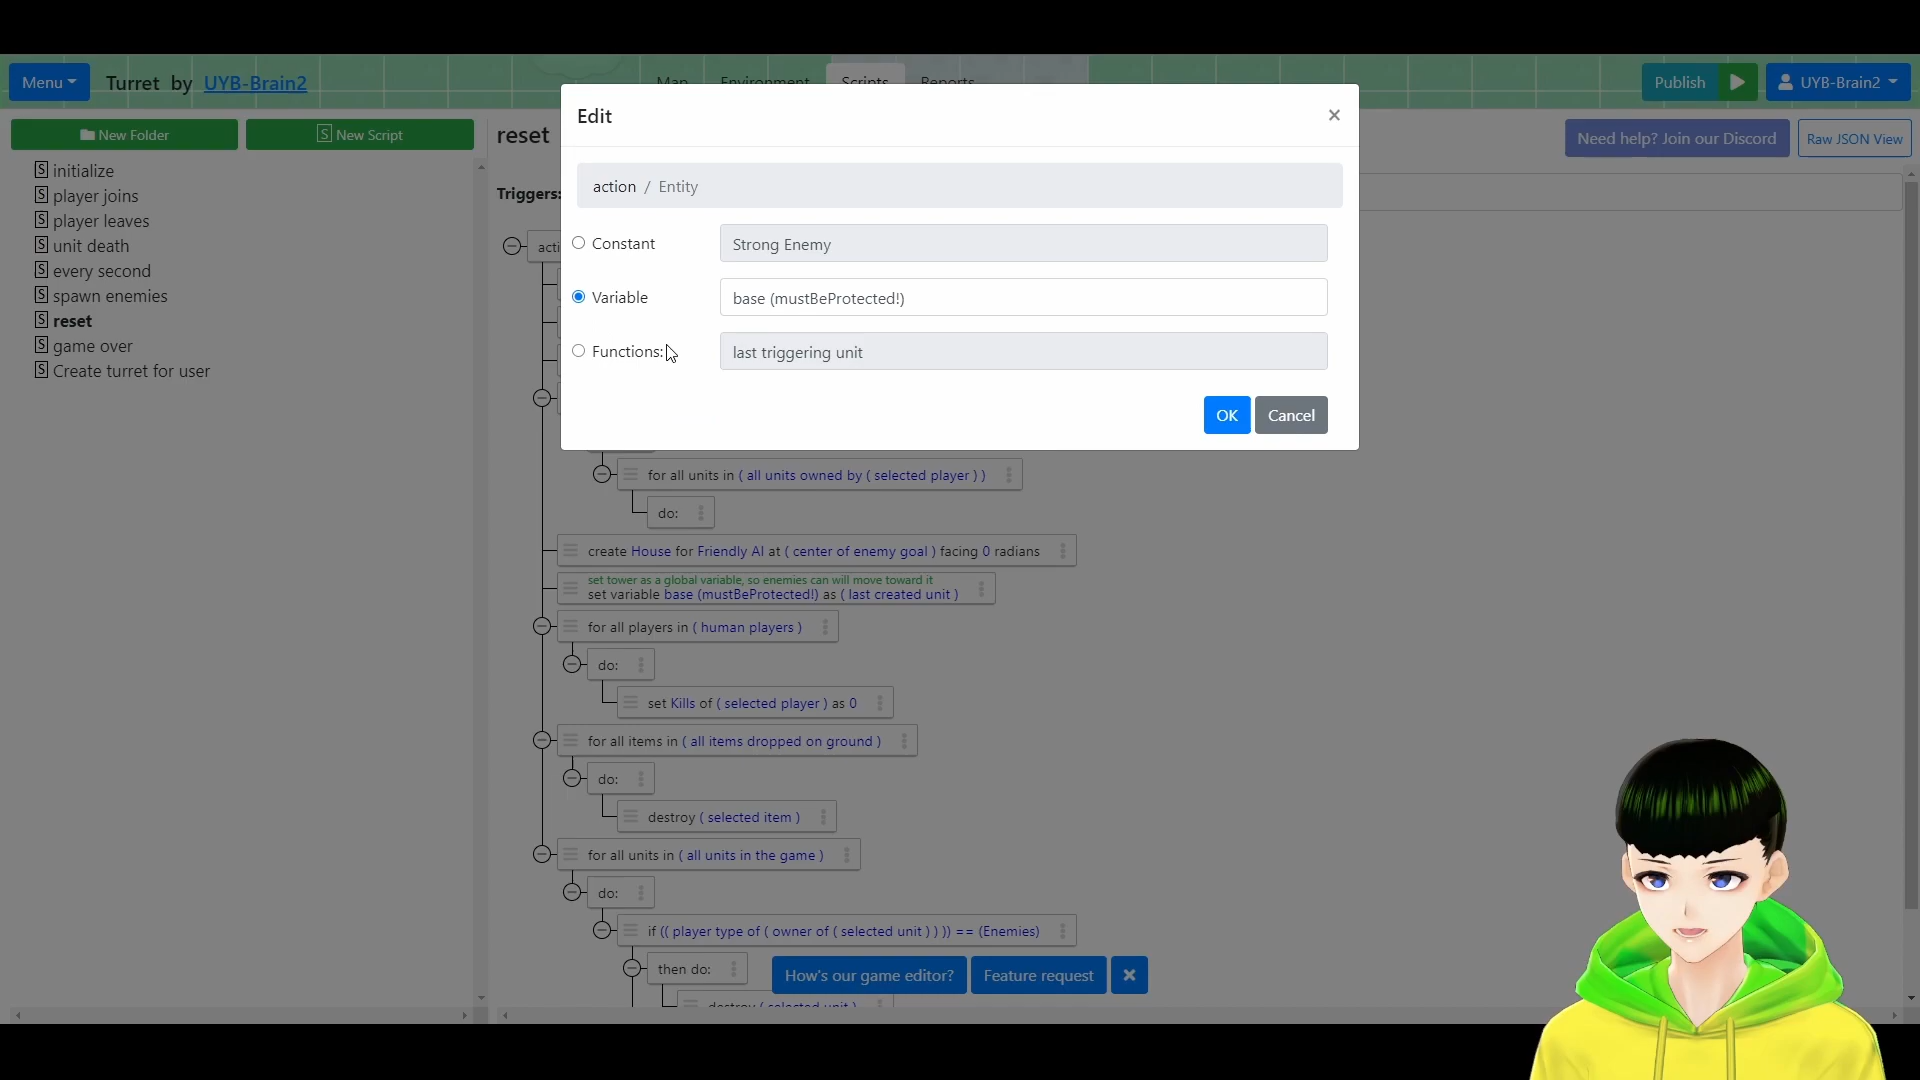 Menu
Turret by UYB-Brain2
Map
Environment
Scripts
Reports
Publish
UYB-Brain2
New Folder
S New Script
reset
Need help? Join our Discord
Raw JSON View
Triggers:
S initialize
S player joins
S player leaves
S unit death
S every second
S spawn enemies
S reset
S game over
S Create turret for user
Edit
×
action / Entity
Constant
Strong Enemy
Variable
base (mustBeProtected!)
Functions:
last triggering unit
OK
Cancel
acti
for all units in ( all units owned by ( selected player ) )
do:
create House for Friendly AI at ( center of enemy goal ) facing 0 radians
set tower as a global variable, so enemies can will move toward it
set variable base (mustBeProtected!) as ( last created unit )
for all players in ( human players )
do:
set Kills of ( selected player ) as 0
for all items in ( all items dropped on ground )
do:
destroy ( selected item )
for all units in ( all units in the game )
do:
if (( player type of ( owner of ( selected unit ) ) )) == (Enemies)
then do:
destroy ( selected unit )
How's our game editor?
Feature request
×